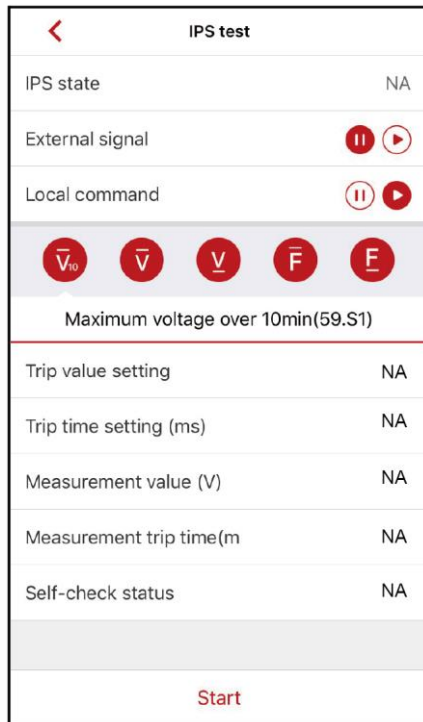 IPS test
IPS state NA
External signal
Local command
V̅₁₀ V̅ V̲ F̅ F̲
Maximum voltage over 10min(59.S1)
Trip value setting NA
Trip time setting (ms) NA
Measurement value (V) NA
Measurement trip time(m NA
Self-check status NA
Start